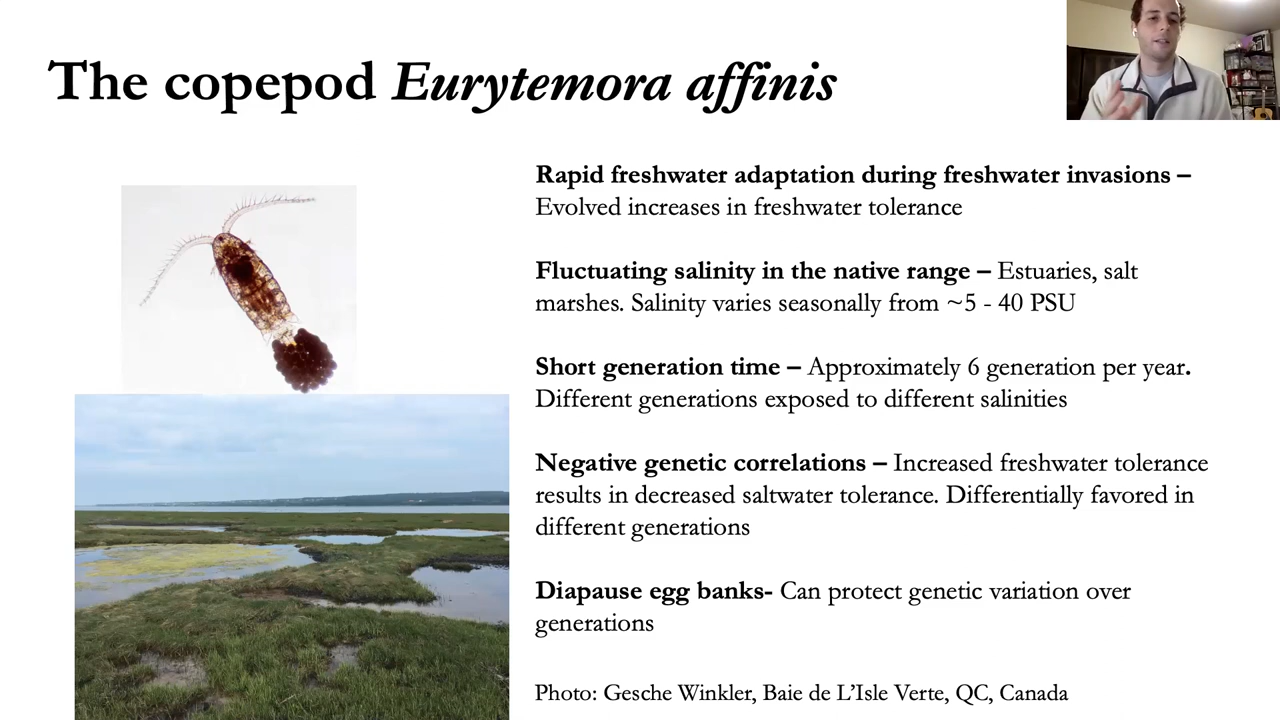 The copepod Eurytemora affinis
Rapid freshwater adaptation during freshwater invasions –
Evolved increases in freshwater tolerance
Fluctuating salinity in the native range – Estuaries, salt
marshes. Salinity varies seasonally from ~5 - 40 PSU
Short generation time – Approximately 6 generation per year.
Different generations exposed to different salinities
Negative genetic correlations – Increased freshwater tolerance
results in decreased saltwater tolerance. Differentially favored in
different generations
Diapause egg banks- Can protect genetic variation over
generations
Photo: Gesche Winkler, Baie de L’Isle Verte, QC, Canada